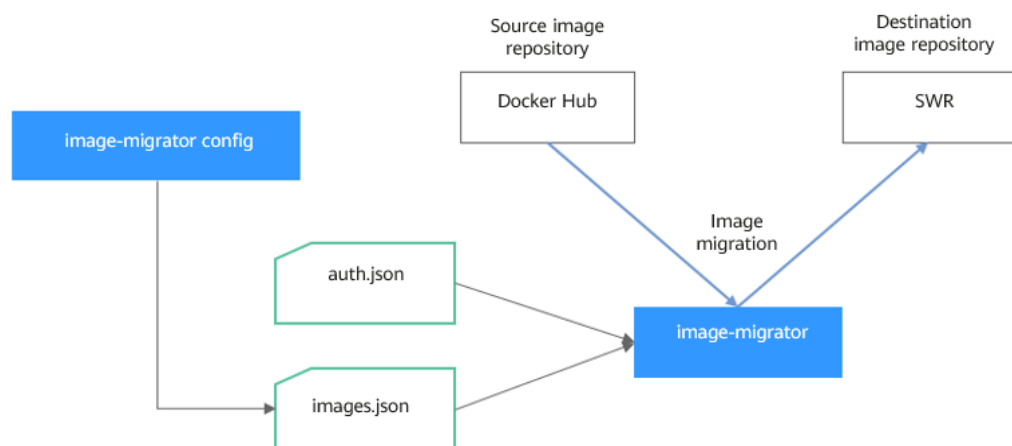 Source image
repository
Destination
image repository
Docker Hub
SWR
image-migrator config
Image
migration
auth.json
image-migrator
images.json